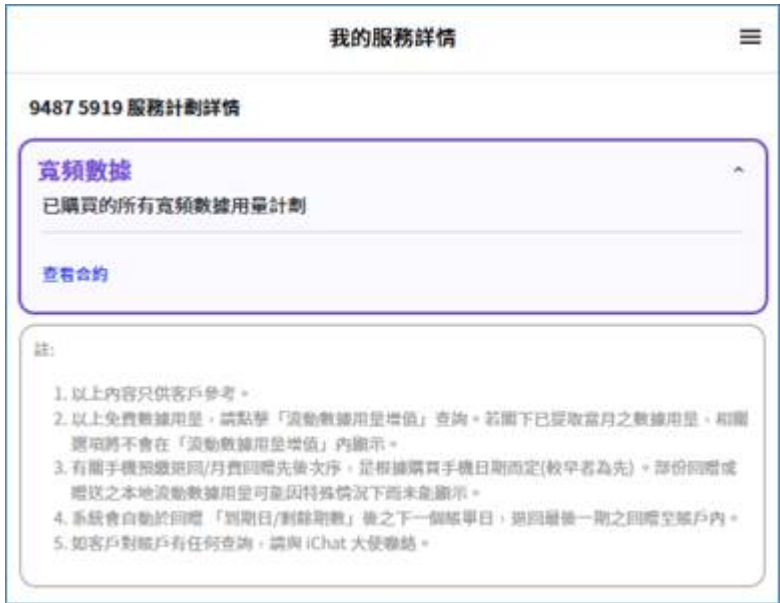 我的服務詳情
9487 5919 服務計劃詳情
寬頻數據
已購買的所有寬頻數據用量計劃
查看合約
註:
1. 以上內容只供客戶參考。
2. 以上免費數據用量，請點擊「流動數據用量增值」查詢。若閣下已提取當月之數據用量，相關
選項將不會在「流動數據用量增值」內顯示。
3. 有關手機預繳退回/月費回贈先後次序，是根據購買手機日期而定(較早者為先)。部份回贈或
贈送之本地流動數據用量可能因特殊情況下而未能顯示。
4. 系統會自動於回贈 「到期日/剩餘期數」後之下一個賬單日，退回最後一期之回贈至賬戶內。
5. 如客戶對賬戶有任何查詢，請與 iChat 大使聯絡。